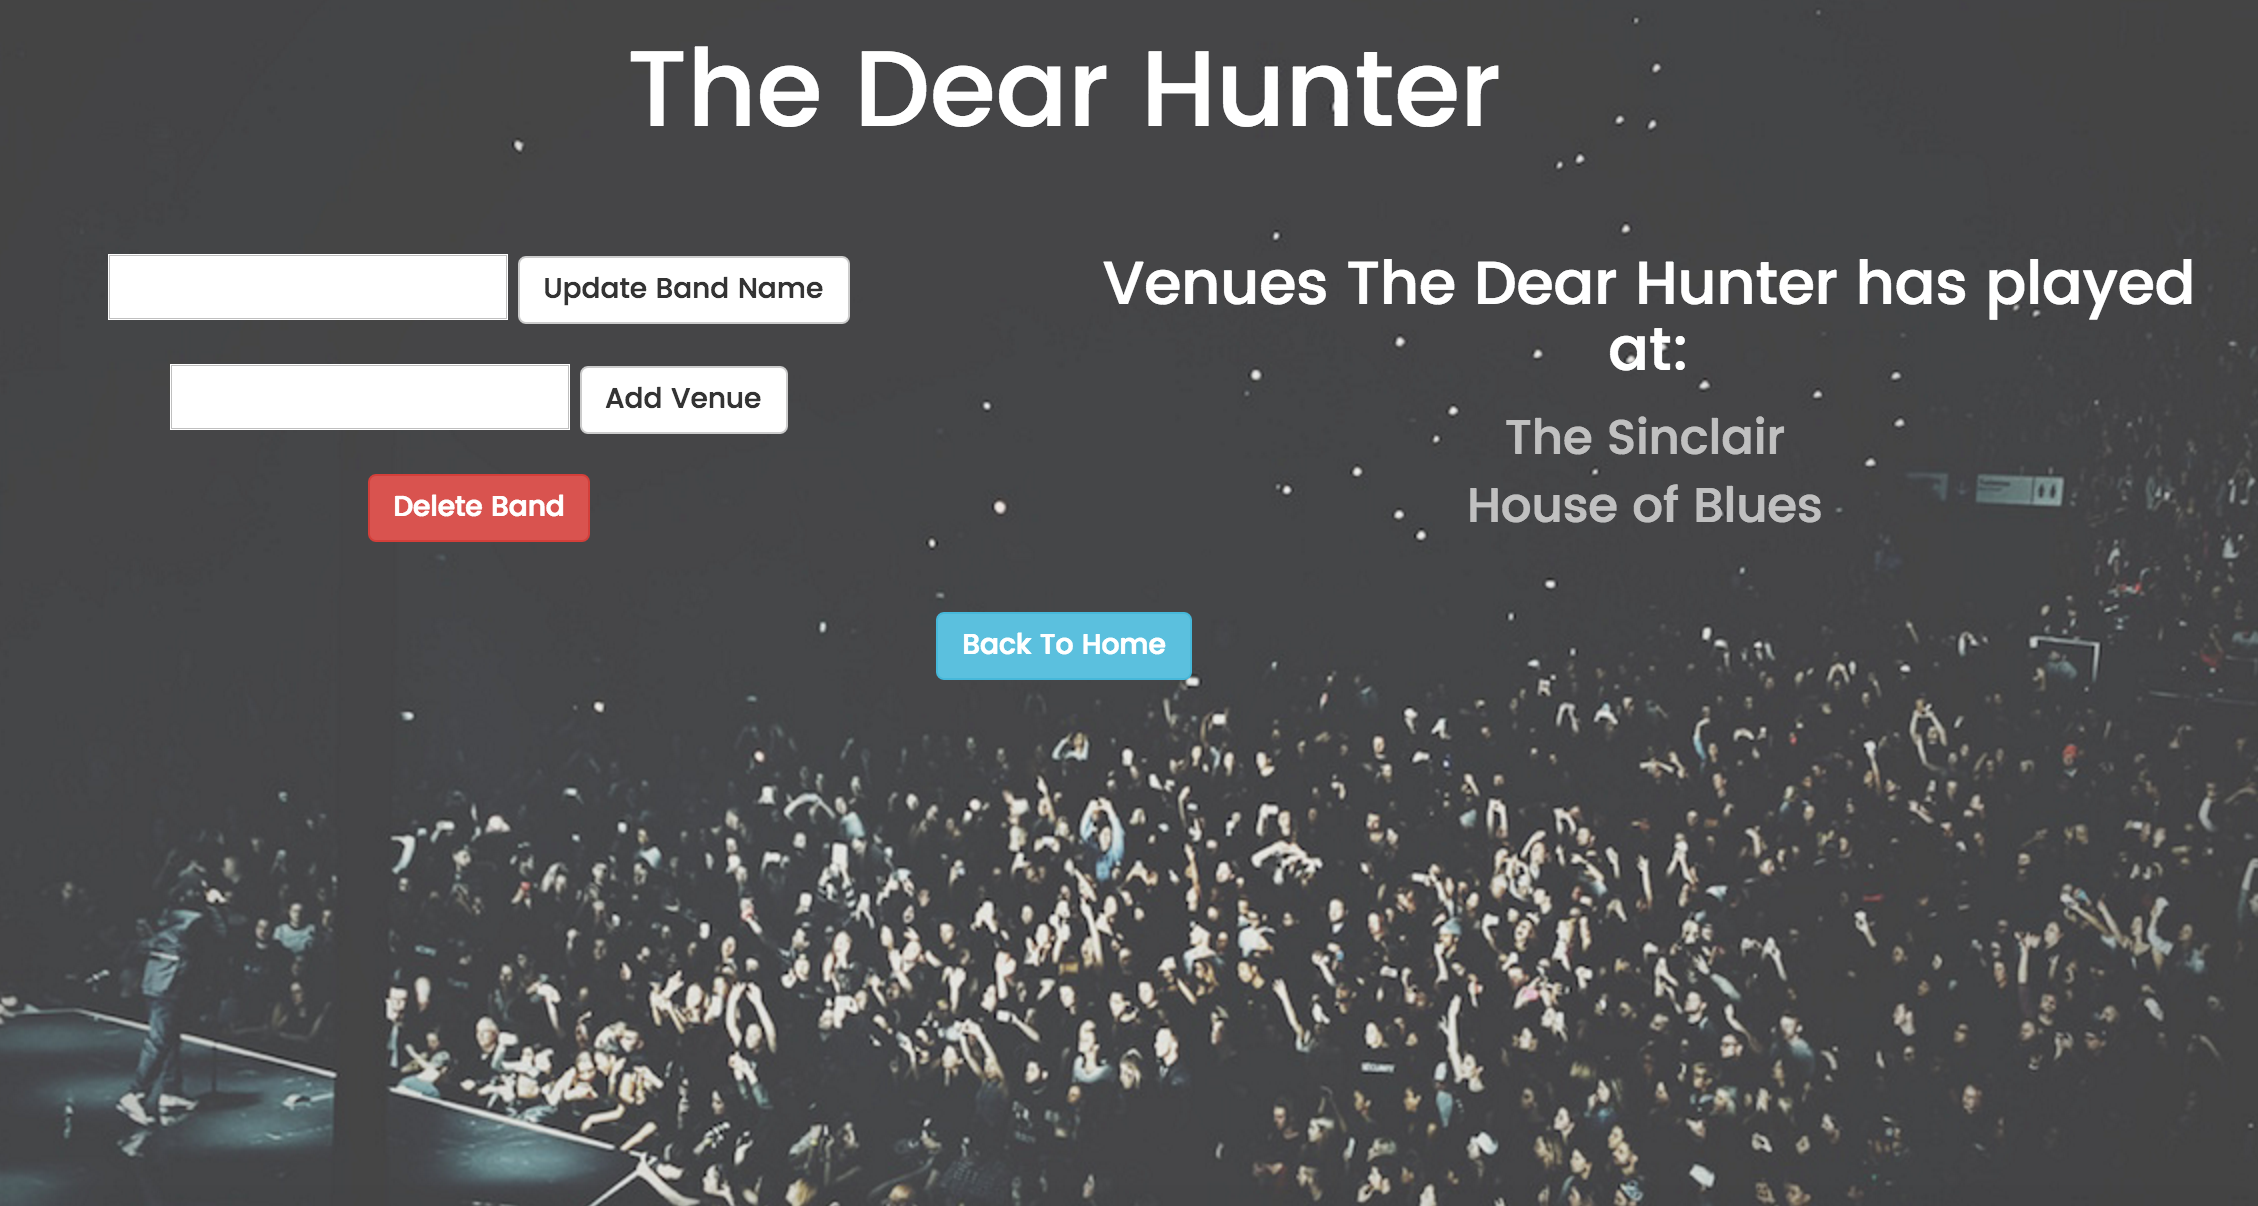 The Dear Hunter
Update Band Name
Add Venue
Delete Band
Venues The Dear Hunter has played
at:
The Sinclair
House of Blues
Back To Home
SECURITY